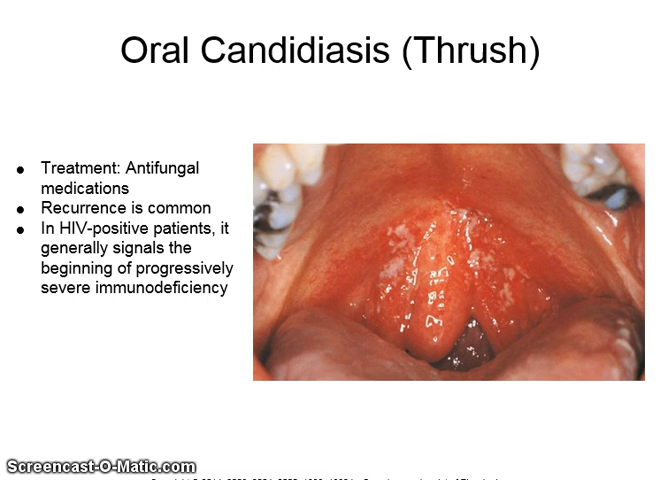 Oral Candidiasis (Thrush)
● Treatment: Antifungal
medications
● Recurrence is common
● In HIV-positive patients, it
generally signals the
beginning of progressively
severe immunodeficiency
Screencast-O-Matic.com